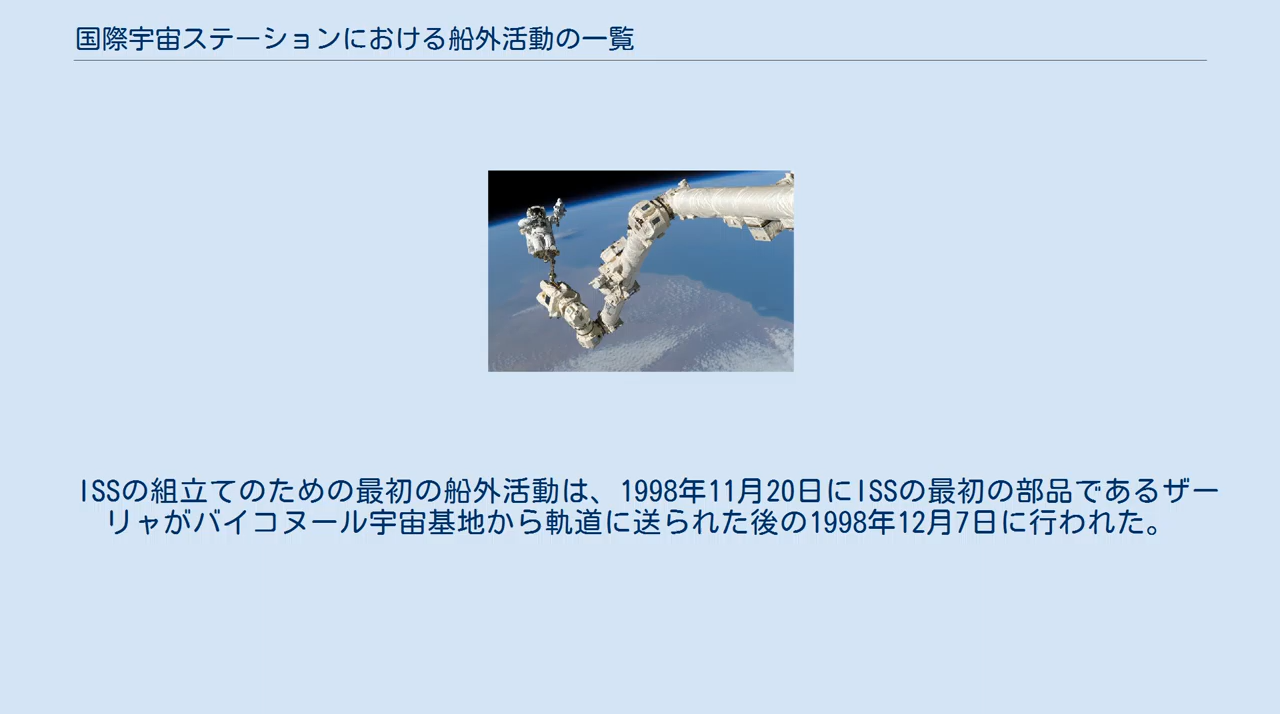 国際宇宙ステーションにおける船外活動の一覧
ISSの組立てのための最初の船外活動は、1998年11月20日にISSの最初の部品であるザー
リャがバイコヌール宇宙基地から軌道に送られた後の1998年12月7日に行われた。